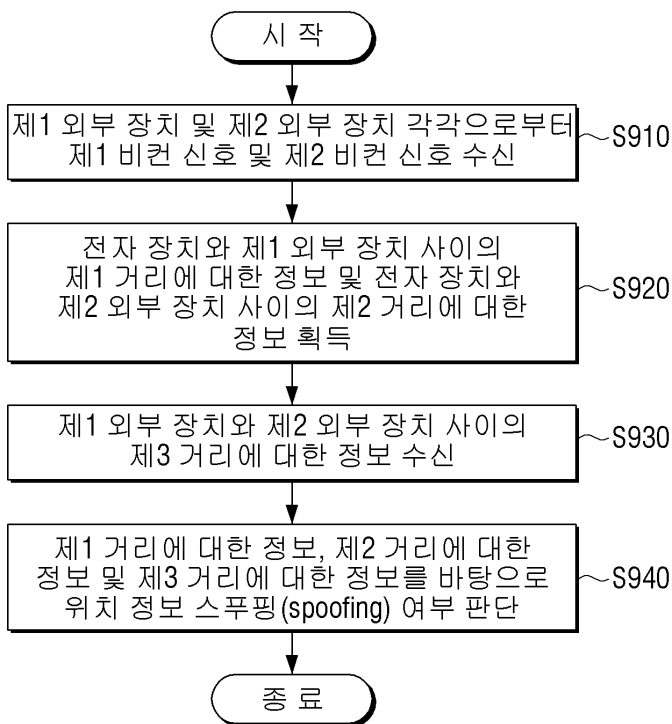 시 작
제1 외부 장치 및 제2 외부 장치 각각으로부터
제1 비컨 신호 및 제2 비컨 신호 수신
S910
전자 장치와 제1 외부 장치 사이의
제1 거리에 대한 정보 및 전자 장치와
제2 외부 장치 사이의 제2 거리에 대한
정보 획득
S920
제1 외부 장치와 제2 외부 장치 사이의
제3 거리에 대한 정보 수신
S930
제1 거리에 대한 정보, 제2 거리에 대한
정보 및 제3 거리에 대한 정보를 바탕으로
위치 정보 스푸핑(spoofing) 여부 판단
S940
종 료